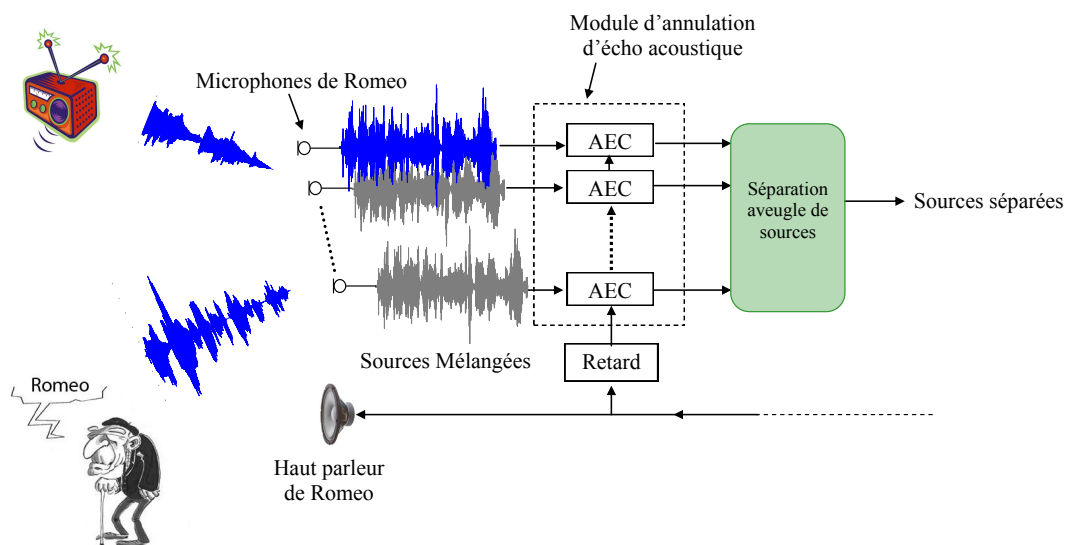 Module d'annulation
d'écho acoustique
Microphones de Romeo
AEC
AEC
Séparation
aveugle de
sources
Sources séparées
AEC
Sources Mélangées
Retard
Romeo
Haut parleur
de Romeo